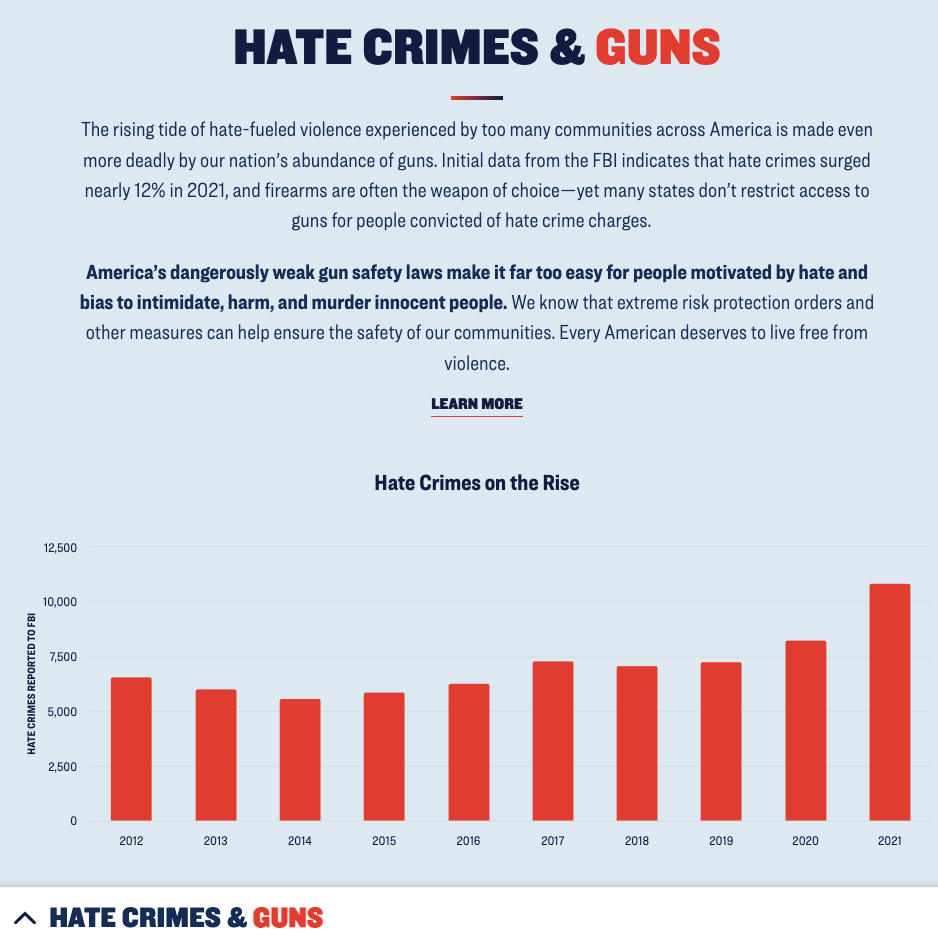 HATE CRIMES & GUNS
The rising tide of hate-fueled violence experienced by too many communities across America is made even
more deadly by our nation’s abundance of guns. Initial data from the FBI indicates that hate crimes surged
nearly 12% in 2021, and firearms are often the weapon of choice—yet many states don’t restrict access to
guns for people convicted of hate crime charges.
America’s dangerously weak gun safety laws make it far too easy for people motivated by hate and
bias to intimidate, harm, and murder innocent people. We know that extreme risk protection orders and
other measures can help ensure the safety of our communities. Every American deserves to live free from
violence.
LEARN MORE
Hate Crimes on the Rise
HATE CRIMES REPORTED TO FBI
12,500
10,000
7,500
5,000
2,500
0
2012 2013 2014 2015 2016 2017 2018 2019 2020 2021
HATE CRIMES & GUNS